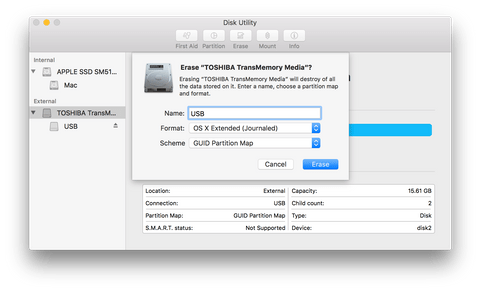 Disk Utility
First Aid Partition Erase Mount Info
Internal
APPLE SSD SM51...
Mac
External
TOSHIBA TransM...
USB
Erase “TOSHIBA TransMemory Media”?
Erasing “TOSHIBA TransMemory Media” will destroy of all
the data stored on it. Enter a name, choose a partition map
and format.
Name: USB
Format: OS X Extended (Journaled)
Scheme GUID Partition Map
Cancel Erase
Location: External Capacity: 15.61 GB
Connection: USB Child count: 2
Partition Map: GUID Partition Map Type: Disk
S.M.A.R.T. status: Not Supported Device: disk2